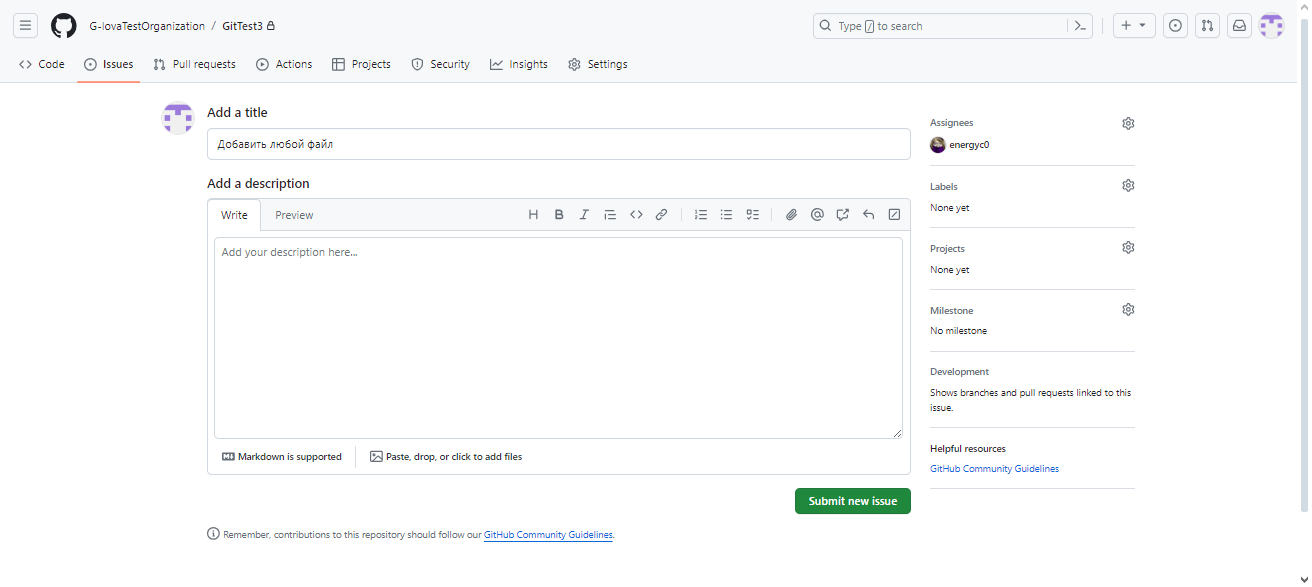 G-lovaTestOrganization / GitTest3
Type / to search
Code Issues Pull requests Actions Projects Security Insights Settings
Add a title
Добавить любой файл
Add a description
Write Preview
Add your description here...
Markdown is supported
Paste, drop, or click to add files
Submit new issue
Remember, contributions to this repository should follow our GitHub Community Guidelines.
Assignees
energyc0
Labels
None yet
Projects
None yet
Milestone
No milestone
Development
Shows branches and pull requests linked to this
issue.
Helpful resources
GitHub Community Guidelines